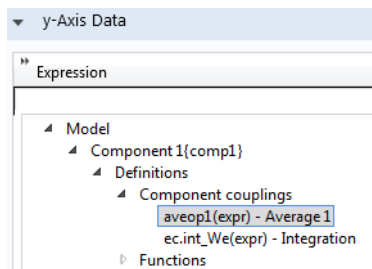 y-Axis Data
Expression
Model
Component 1{comp1}
Definitions
Component couplings
aveop1(expr) - Average 1
ec.int_We(expr) - Integration
Functions